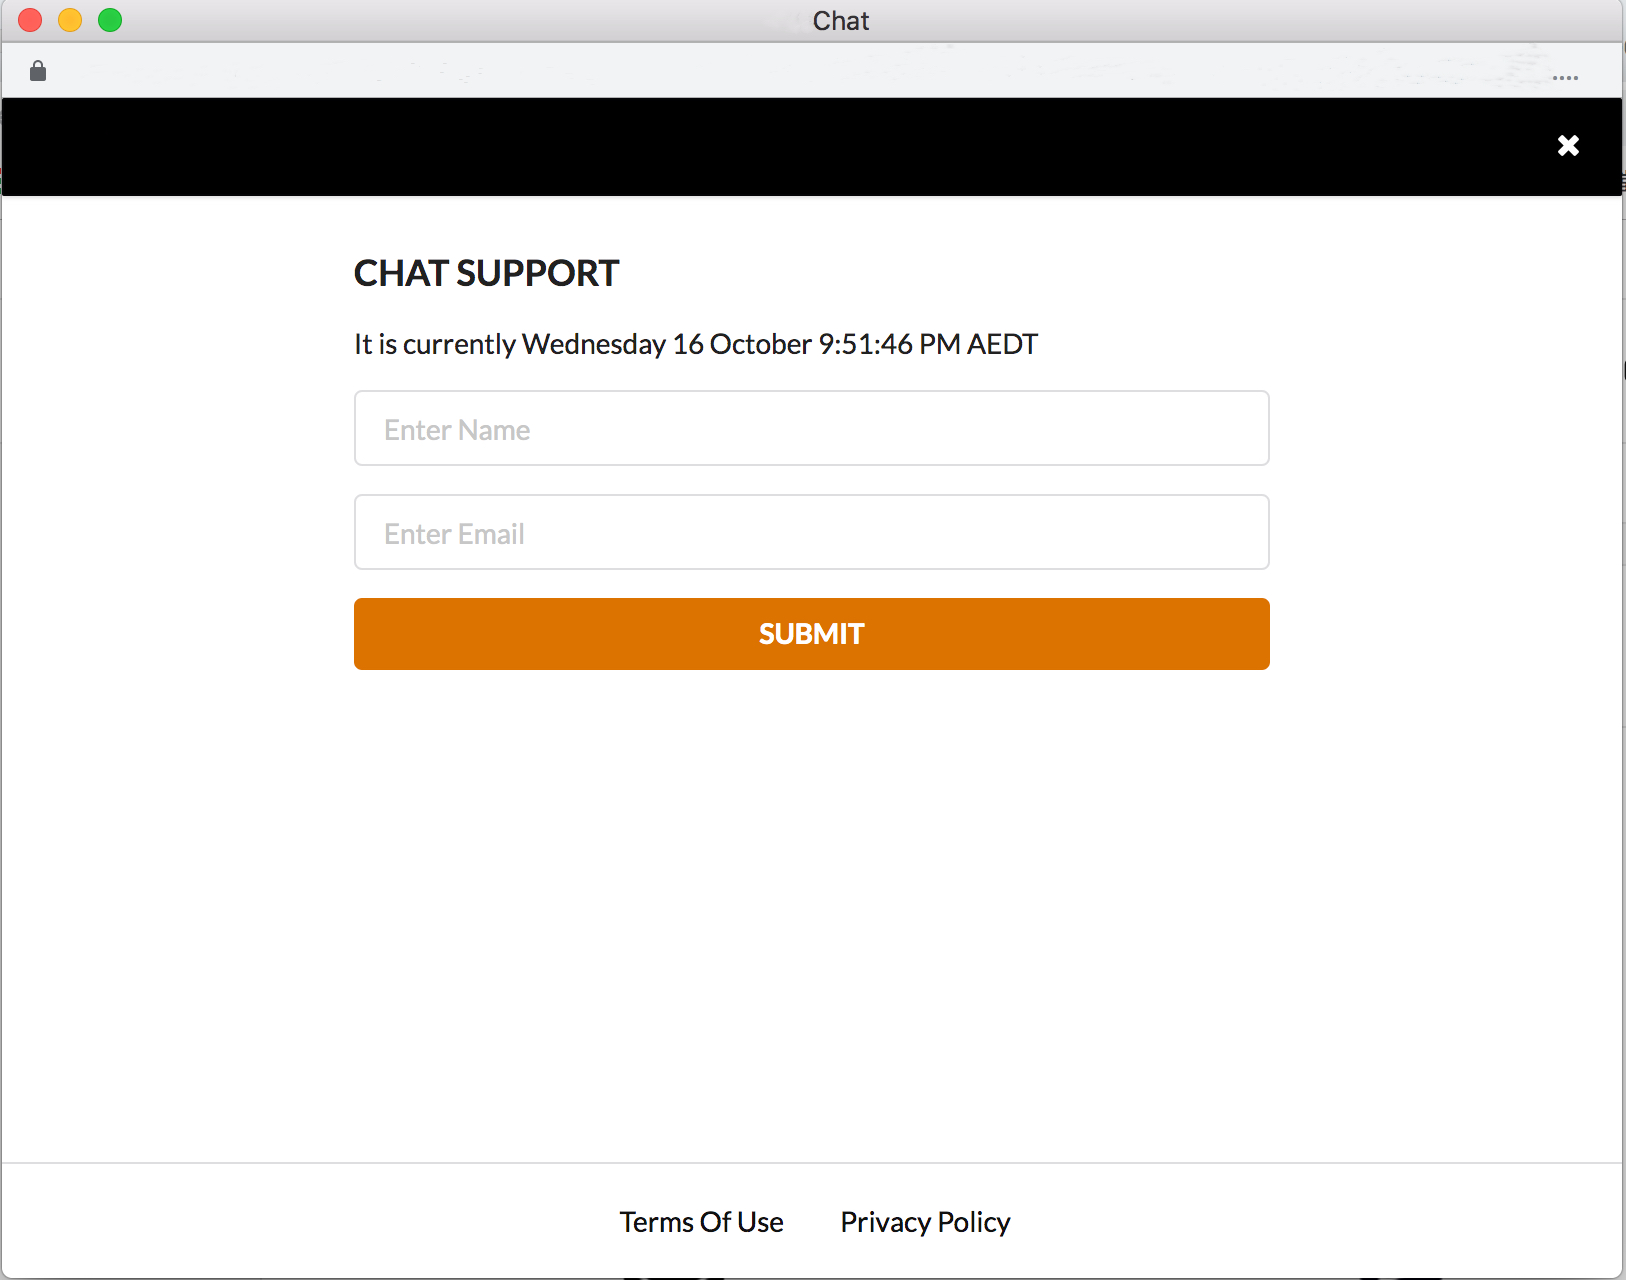 Chat
CHAT SUPPORT
It is currently Wednesday 16 October 9:51:46 PM AEDT
Enter Name
Enter Email
SUBMIT
Terms Of Use
Privacy Policy